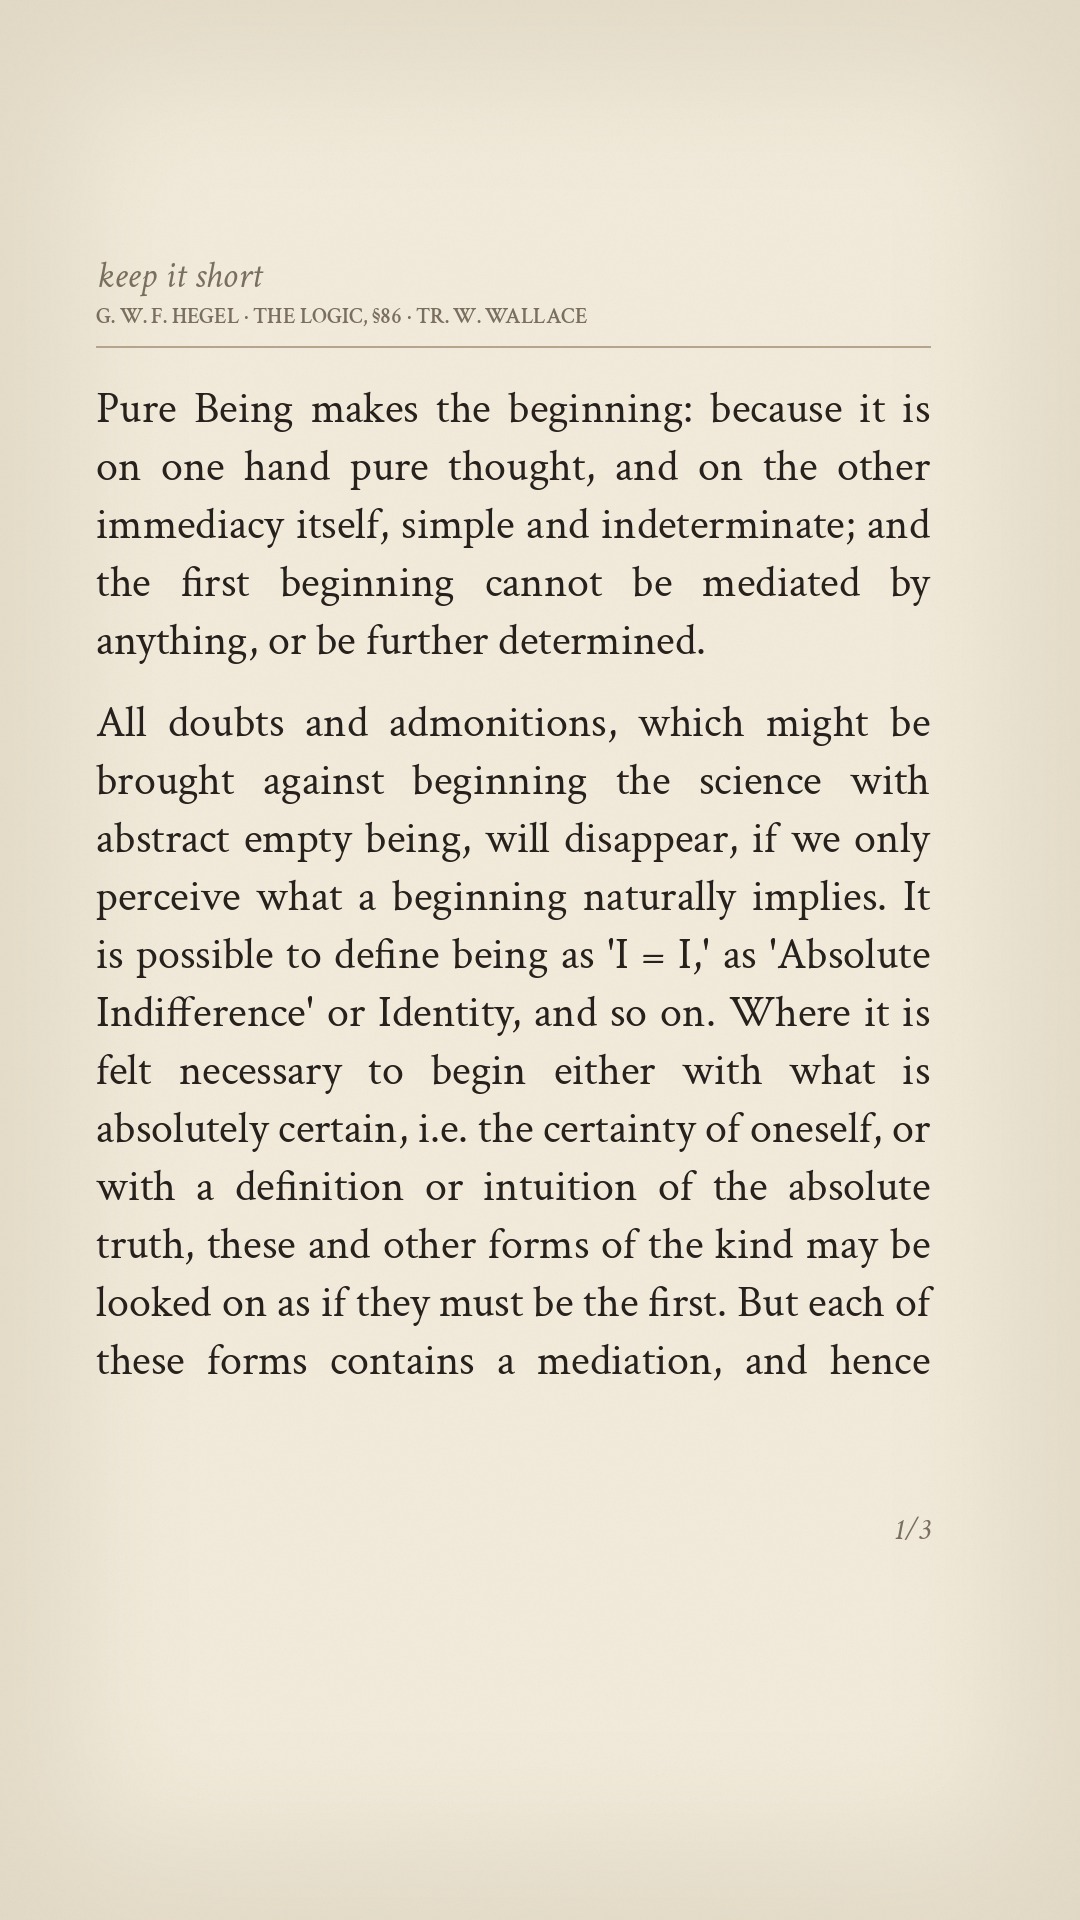 keep it short
G. W. F. HEGEL · THE LOGIC, §86 · TR. W. WALLACE
Pure Being makes the beginning: because it is
on one hand pure thought, and on the other
immediacy itself, simple and indeterminate; and
the first beginning cannot be mediated by
anything, or be further determined.
All doubts and admonitions, which might be
brought against beginning the science with
abstract empty being, will disappear, if we only
perceive what a beginning naturally implies. It
is possible to define being as 'I = I,' as 'Absolute
Indifference' or Identity, and so on. Where it is
felt necessary to begin either with what is
absolutely certain, i.e. the certainty of oneself, or
with a definition or intuition of the absolute
truth, these and other forms of the kind may be
looked on as if they must be the first. But each of
these forms contains a mediation, and hence
1/3